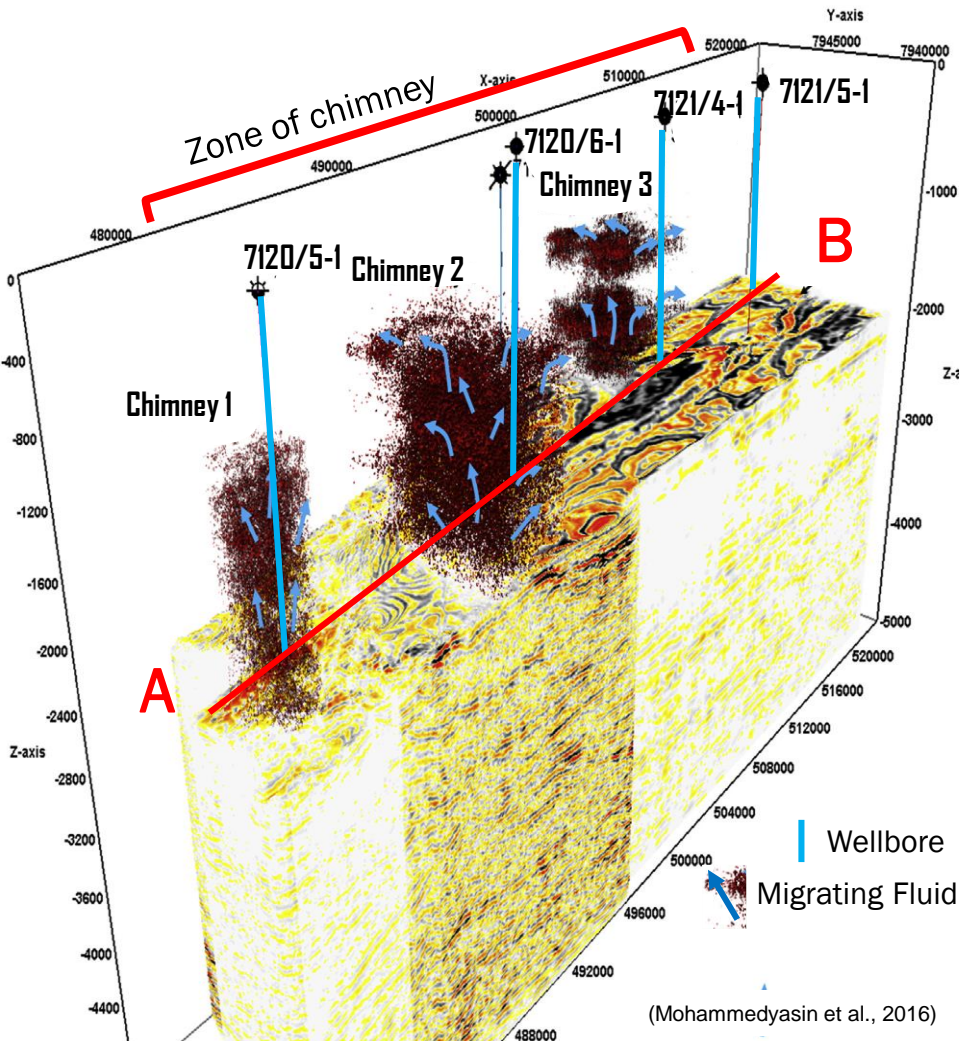 Y-axis
520000
7945000
7940000
0
Zone of chimney
X-axis
510000
500000
490000
480000
0
7120/5-1
Chimney 2
7120/6-1
Chimney 3
7121/4-1
7121/5-1
-1000
B
-2000
Z-a
-3000
-4000
-5000
-400
-800
Chimney 1
-1200
-1600
-2000
A
-2400
Z-axis
-2800
-3200
-3600
-4000
-4400
520000
516000
512000
508000
504000
500000
496000
492000
488000
Wellbore
Migrating Fluid
(Mohammedyasin et al., 2016)